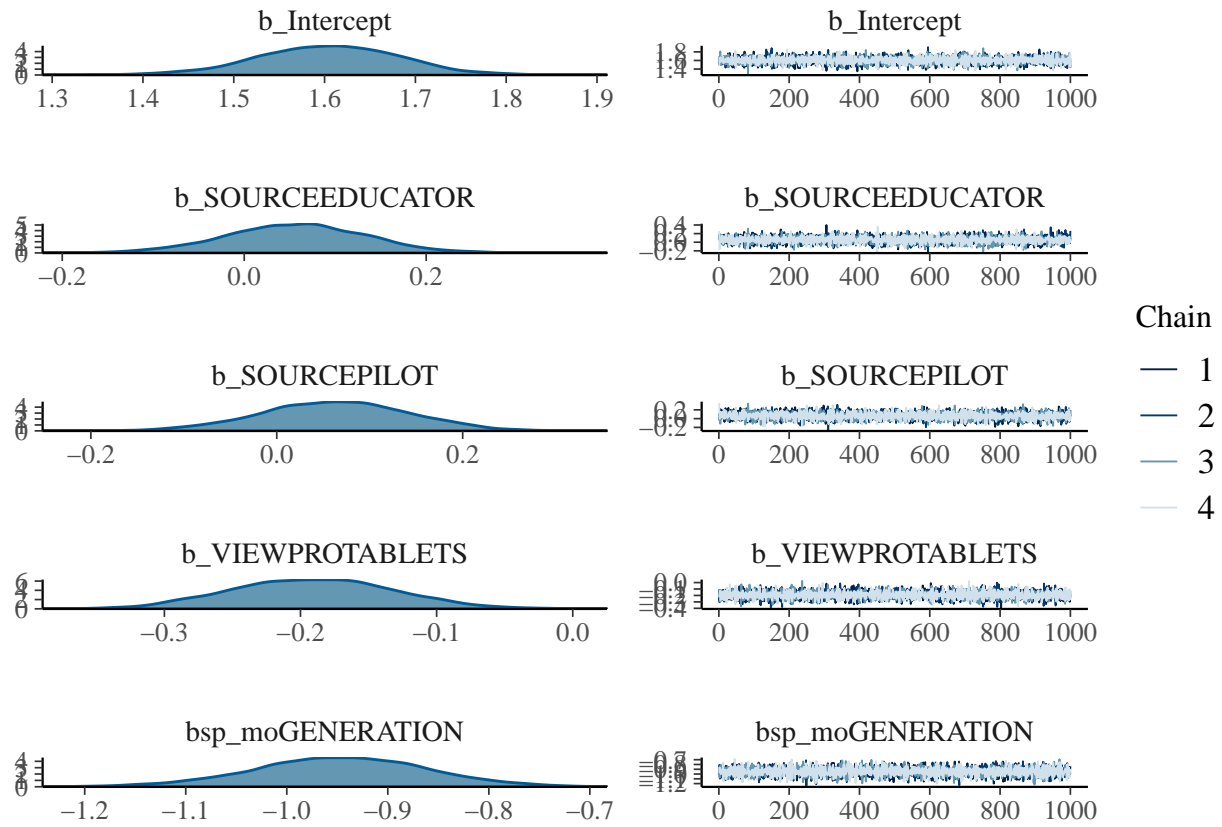 b_Intercept
1.3 1.4 1.5 1.6 1.7 1.8 1.9
b_Intercept
0 200 400 600 800 1000
b_SOURCEEDUCATOR
−0.2 0.0 0.2
b_SOURCEEDUCATOR
0.4
−0.2
0 200 400 600 800 1000
b_SOURCEPILOT
−0.2 0.0 0.2
b_SOURCEPILOT
−0.2
0 200 400 600 800 1000
b_VIEWPROTABLETS
−0.3 −0.2 −0.1 0.0
b_VIEWPROTABLETS
0 200 400 600 800 1000
bsp_moGENERATION
−1.2 −1.1 −1.0 −0.9 −0.8 −0.7
bsp_moGENERATION
0 200 400 600 800 1000
Chain
1
2
3
4